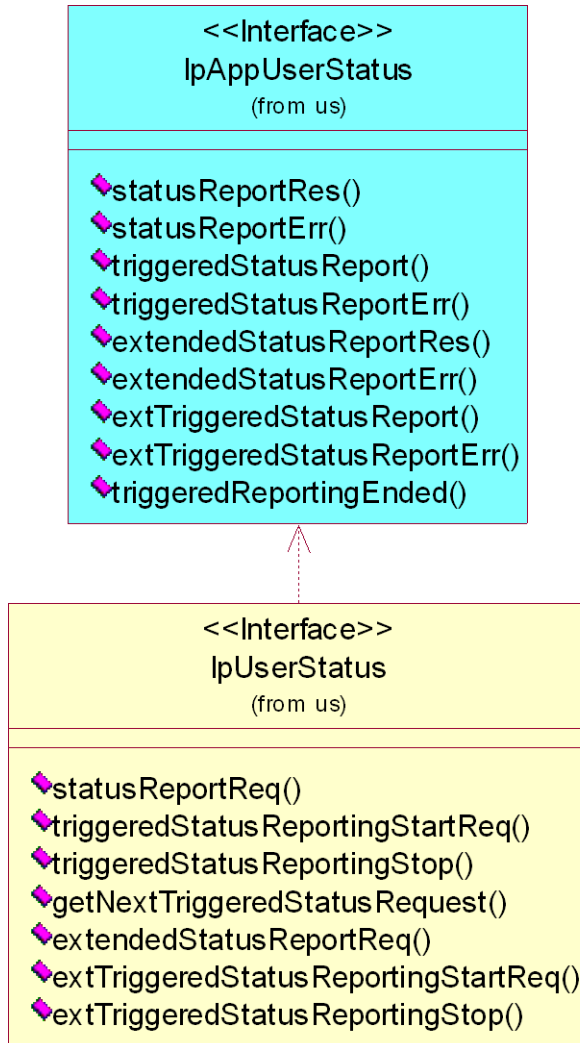 <<Interface>>
IpAppUserStatus
(from us)
statusReportRes()
statusReportErr()
triggeredStatusReport()
triggeredStatusReportErr()
extendedStatusReportRes()
extendedStatusReportErr()
extTriggeredStatusReport()
extTriggeredStatusReportErr()
triggeredReportingEnded()
<<Interface>>
IpUserStatus
(from us)
statusReportReq()
triggeredStatusReportingStartReq()
triggeredStatusReportingStop()
getNextTriggeredStatusRequest()
extendedStatusReportReq()
extTriggeredStatusReportingStartReq()
extTriggeredStatusReportingStop()